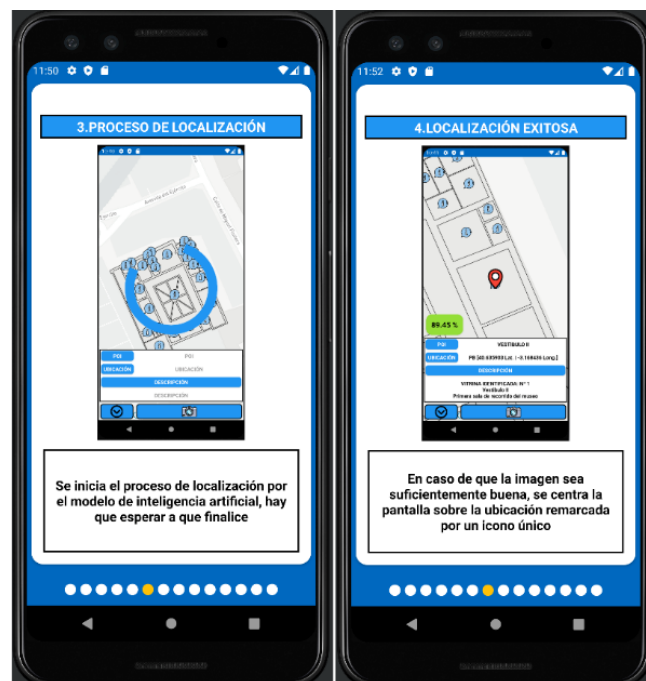 11:50
3.PROCESO DE LOCALIZACIÓN
POI
POI
UBICACIÓN
UBICACIÓN
DESCRIPCIÓN
DESCRIPCIÓN
Se inicia el proceso de localización por
el modelo de inteligencia artificial, hay
que esperar a que finalice
11:52
4.LOCALIZACIÓN EXITOSA
89.45 %
POI
VESTIBULO II
UBICACIÓN
DESCRIPCIÓN
VITRINA IDENTIFICADA: Nº 1
Vestíbulo II
Primera sala de recorrida del museo
En caso de que la imagen sea
suficientemente buena, se centra la
pantalla sobre la ubicación remarcada
por un icono único